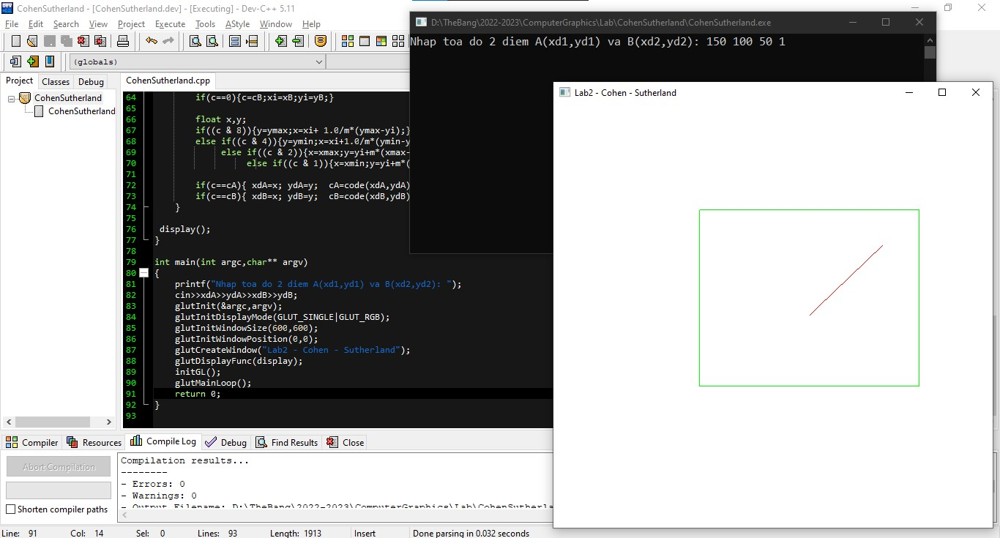 CohenSutherland - [CohenSutherland.dev] - [Executing] - Dev-C++ 5.11
File Edit Search View Project Execute Tools AStyle Window Help
(globals)
Project Classes Debug
CohenSutherland
CohenSutherland
CohenSutherland.cpp
64 if(c==0){c=cB;xi=xB;yi=yB;}
65
66 float x,y;
67 if((c & 8)){y=ymax;x=xi+ 1.0/m*(ymax-yi);}
68 else if((c & 4)){y=ymin;x=xi+1.0/m*(ymin-y
69 else if((c & 2)){x=xmax;y=yi+m*(xmax-
70 else if((c & 1)){x=xmin;y=yi+m*(
71
72 if(c==cA){ xdA=x; ydA=y; cA=code(xdA,ydA)
73 if(c==cB){ xdB=x; ydB=y; cB=code(xdB,ydB)
74 }
75
76 display();
77 }
78
79 int main(int argc,char** argv)
80 {
81 printf("Nhap toa do 2 diem A(xd1,yd1) va B(xd2,yd2): ");
82 cin>>xdA>>ydA>>xdB>>ydB;
83 glutInit(&argc,argv);
84 glutInitDisplayMode(GLUT_SINGLE|GLUT_RGB);
85 glutInitWindowSize(600,600);
86 glutInitWindowPosition(0,0);
87 glutCreateWindow("Lab2 - Cohen - Sutherland");
88 glutDisplayFunc(display);
89 initGL();
90 glutMainLoop();
91 return 0;
92 }
93
D:\TheBang\2022-2023\ComputerGraphics\Lab\CohenSutherland\CohenSutherland.exe
Nhap toa do 2 diem A(xd1,yd1) va B(xd2,yd2): 150 100 50 1
Lab2 - Cohen - Sutherland
Compiler Resources Compile Log Debug Find Results Close
Abort Compilation
Shorten compiler paths
Compilation results...
--------
- Errors: 0
- Warnings: 0
- Output Filename: D:\TheBang\2022-2023\ComputerGraphics\Lab\CohenSutherla
Line: 91 Col: 14 Sel: 0 Lines: 93 Length: 1913 Insert Done parsing in 0.032 seconds